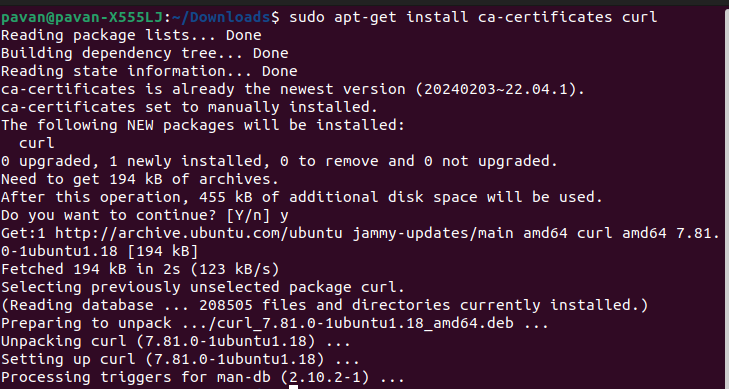 pavan@pavan-X555LJ:~/Downloads$ sudo apt-get install ca-certificates curl
Reading package lists... Done
Building dependency tree... Done
Reading state information... Done
ca-certificates is already the newest version (20240203~22.04.1).
ca-certificates set to manually installed.
The following NEW packages will be installed:
  curl
0 upgraded, 1 newly installed, 0 to remove and 0 not upgraded.
Need to get 194 kB of archives.
After this operation, 455 kB of additional disk space will be used.
Do you want to continue? [Y/n] y
Get:1 http://archive.ubuntu.com/ubuntu jammy-updates/main amd64 curl amd64 7.81.
0-1ubuntu1.18 [194 kB]
Fetched 194 kB in 2s (123 kB/s)
Selecting previously unselected package curl.
(Reading database ... 208505 files and directories currently installed.)
Preparing to unpack .../curl_7.81.0-1ubuntu1.18_amd64.deb ...
Unpacking curl (7.81.0-1ubuntu1.18) ...
Setting up curl (7.81.0-1ubuntu1.18) ...
Processing triggers for man-db (2.10.2-1) ...